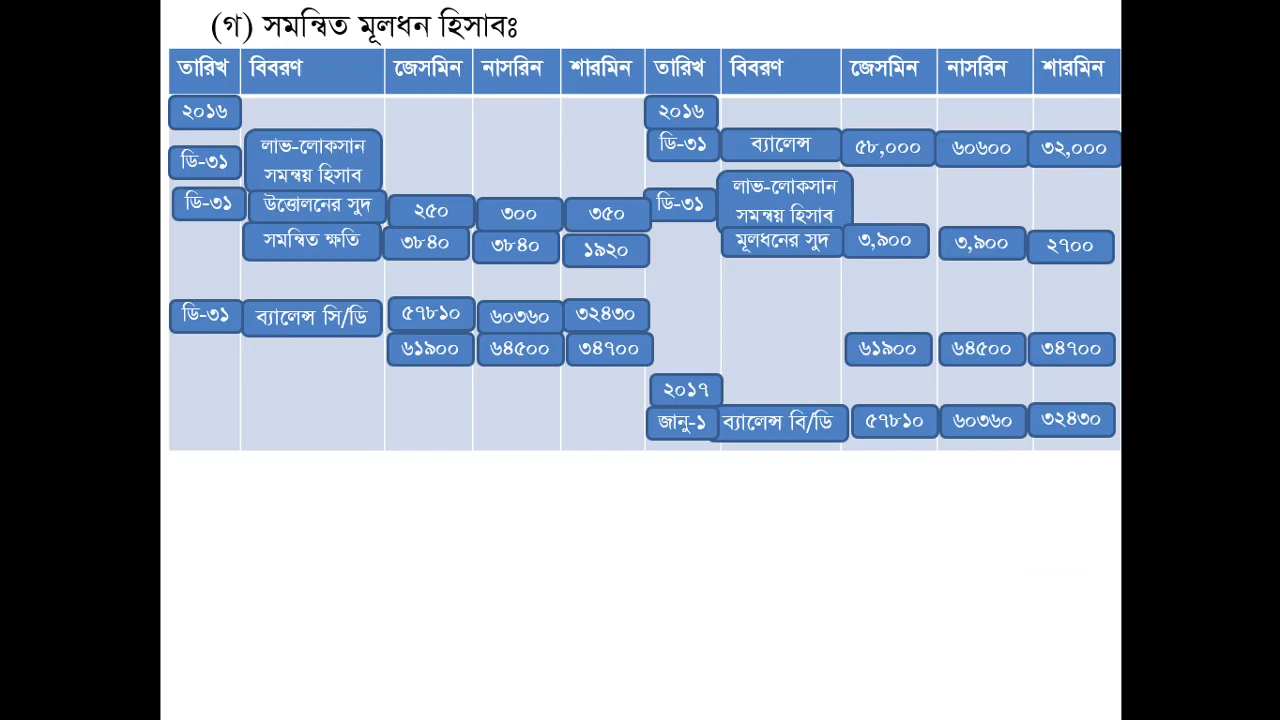 (গ) সমন্বিত মূলধন হিসাবঃ
তারিখ বিবরণ জেসমিন নাসরিন শারমিন তারিখ বিবরণ জেসমিন নাসরিন শারমিন
২০১৬ ২০১৬
ডি-৩১ লাভ-লোকসান সমন্বয় হিসাব ডি-৩১ ব্যালেন্স ৫৮,০০০ ৬০৬০০ ৩২,০০০
ডি-৩১ উত্তোলনের সুদ ২৫০ ৩০০ ৩৫০ ডি-৩১ লাভ-লোকসান সমন্বয় হিসাব
সমন্বিত ক্ষতি ৩৮৪০ ৩৮৪০ ১৯২০ মূলধনের সুদ ৩,৯০০ ৩,৯০০ ২৭০০
ডি-৩১ ব্যালেন্স সি/ডি ৫৭৮১০ ৬০৩৬০ ৩২৪৩০
৬১৯০০ ৬৪৫০০ ৩৪৭০০ ৬১৯০০ ৬৪৫০০ ৩৪৭০০
২০১৭
জানু-১ ব্যালেন্স বি/ডি ৫৭৮১০ ৬০৩৬০ ৩২৪৩০